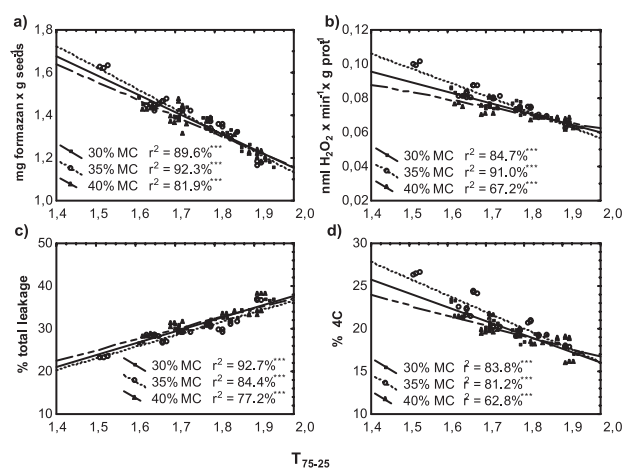 a)
mg formazan x g seeds⁻¹
1,8
1,6
1,4
1,2
1,0
30% MC r² = 89.6%***
35% MC r² = 92.3%***
40% MC r² = 81.9%***
1,4 1,5 1,6 1,7 1,8 1,9 2,0
b)
nml H₂O₂ x min⁻¹ x g prot⁻¹
0,12
0,10
0,08
0,06
0,04
0,02
0,00
30% MC r² = 84.7%***
35% MC r² = 91.0%***
40% MC r² = 67.2%***
1,4 1,5 1,6 1,7 1,8 1,9 2,0
c)
% total leakage
50
40
30
20
10
30% MC r² = 92.7%***
35% MC r² = 84.4%***
40% MC r² = 77.2%***
1,4 1,5 1,6 1,7 1,8 1,9 2,0
d)
% 4C
30
25
20
15
10
30% MC r² = 83.8%***
35% MC r² = 81.2%***
40% MC r² = 62.8%***
1,4 1,5 1,6 1,7 1,8 1,9 2,0
T₇₅₋₂₅